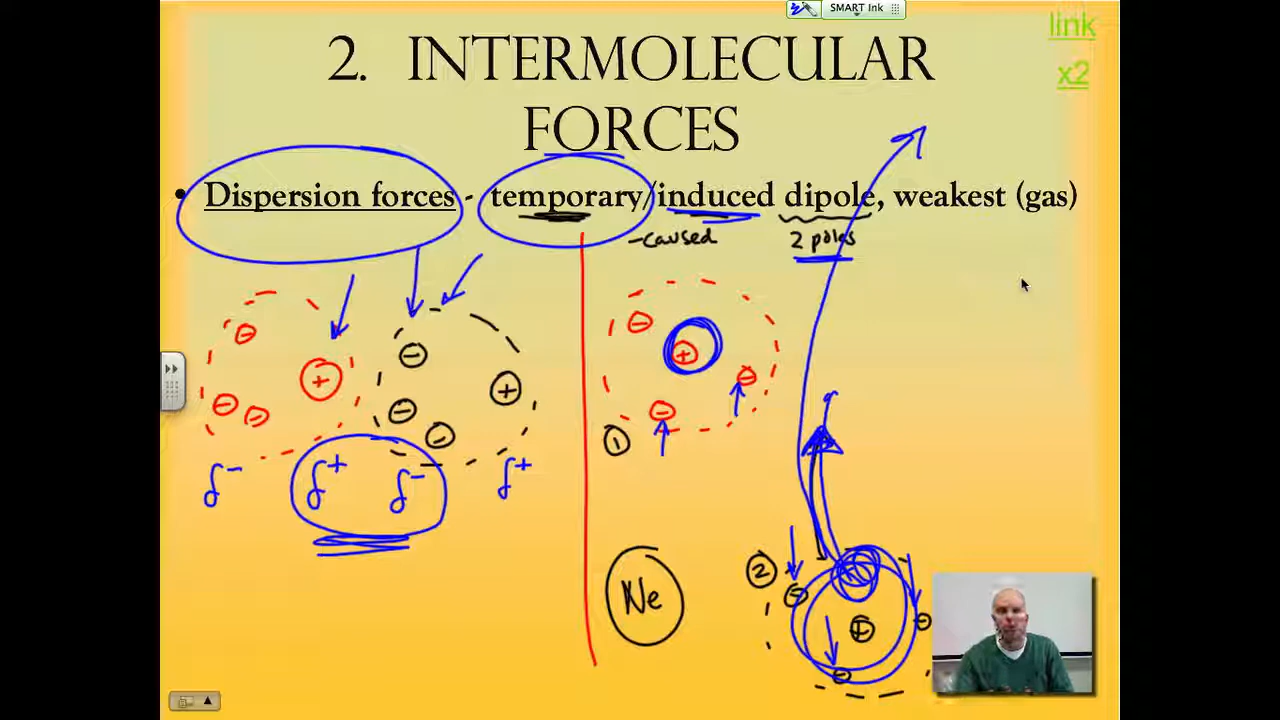 SMART Ink
link
x2
2. INTERMOLECULAR
FORCES
• Dispersion forces - temporary/induced dipole, weakest (gas)
-caused
2 poles
- + -
- + -
- - - -
- + -
- -
1
δ- δ+ δ- δ+
2
Ne
- + -
-